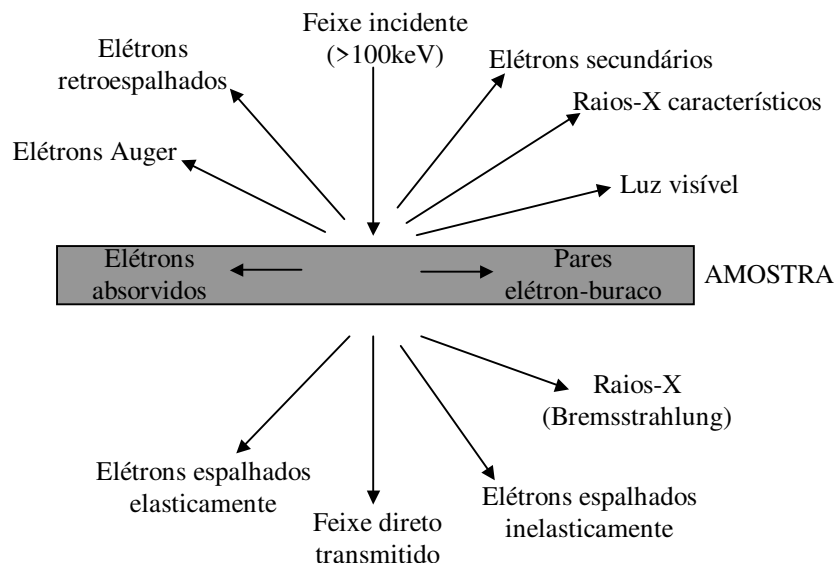 Feixe incidente
(>100keV)
Elétrons
retroespalhados
Elétrons secundários
Raios-X característicos
Elétrons Auger
Luz visível
Elétrons
absorvidos
Pares
elétron-buraco
AMOSTRA
Raios-X
(Bremsstrahlung)
Elétrons espalhados
elasticamente
Feixe direto
transmitido
Elétrons espalhados
inelasticamente